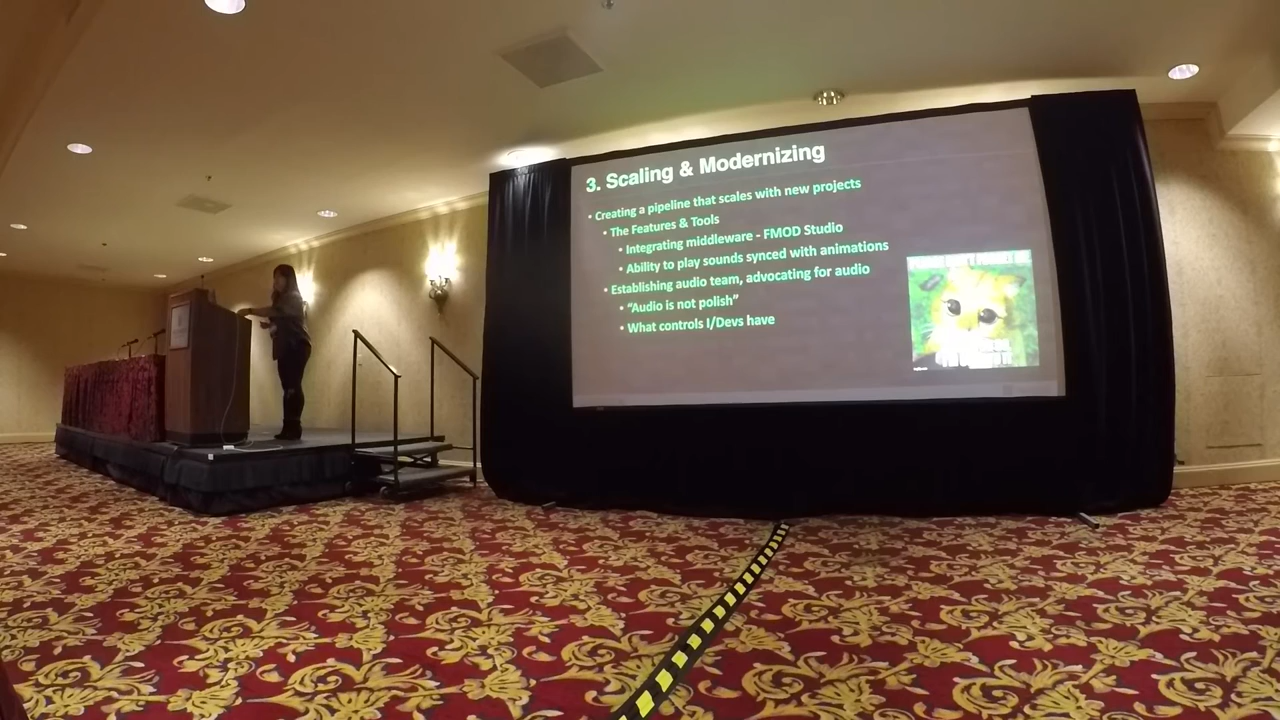 3. Scaling & Modernizing
• Creating a pipeline that scales with new projects
• The Features & Tools
• Integrating middleware - FMOD Studio
• Ability to play sounds synced with animations
• Establishing audio team, advocating for audio
• “Audio is not polish”
• What controls I/Devs have